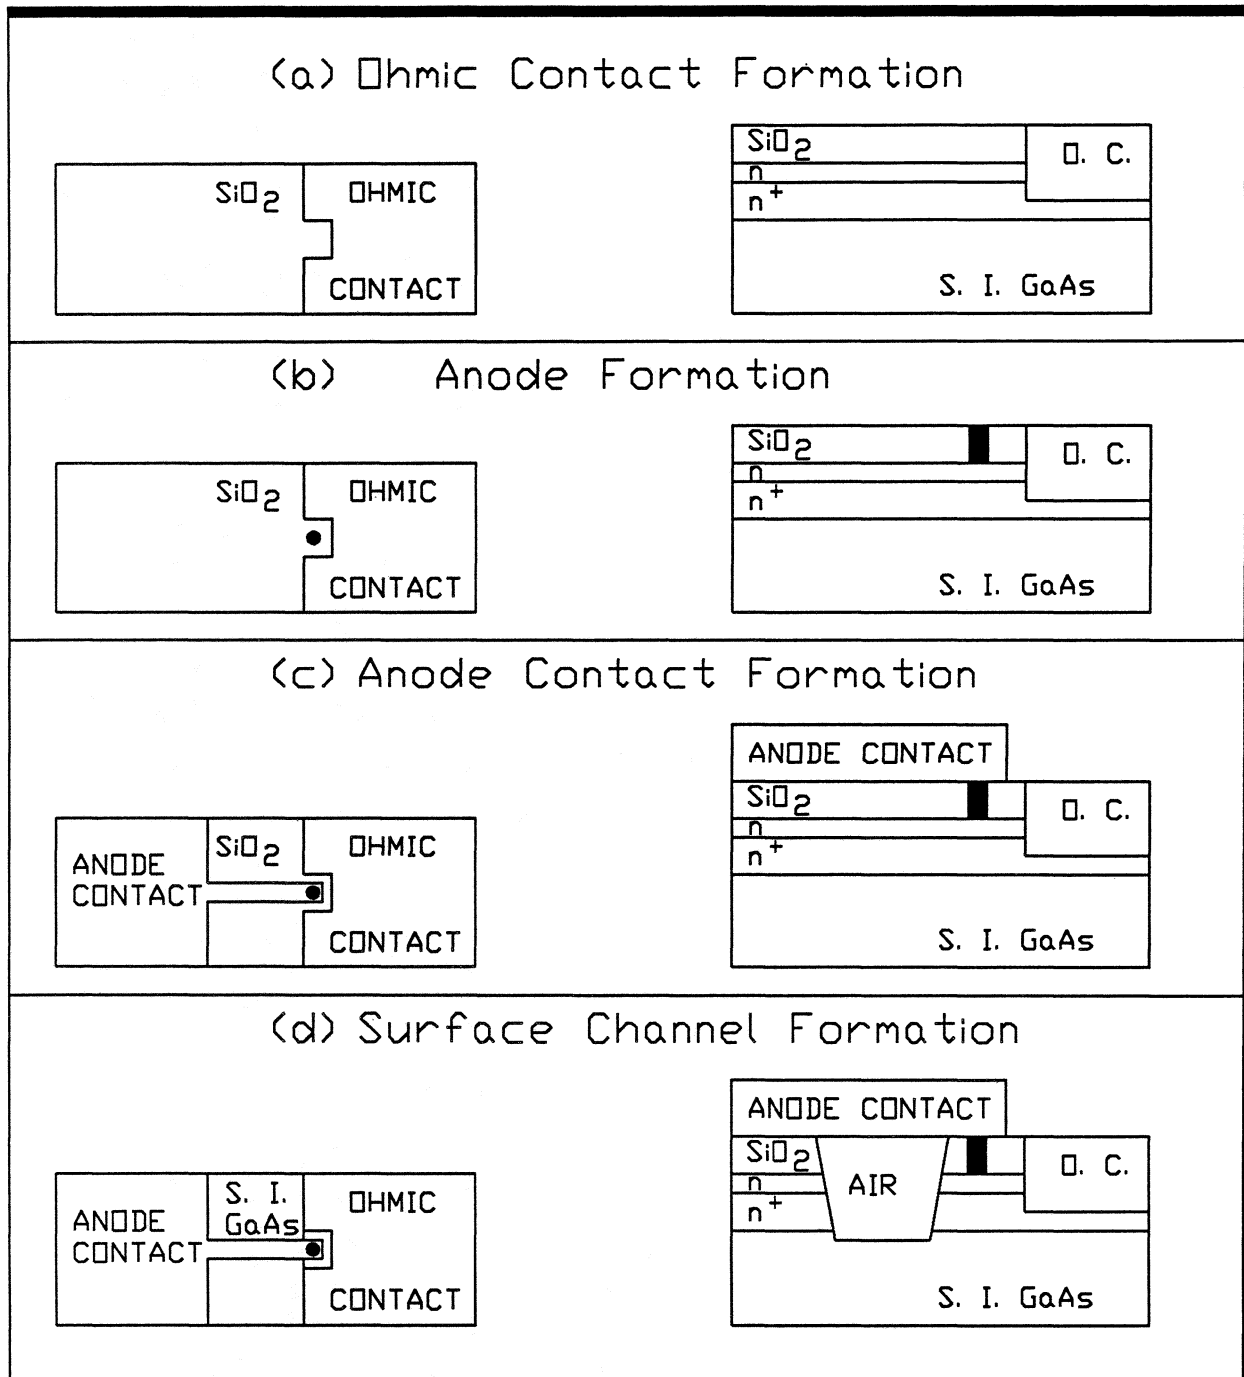 (a) Ohmic Contact Formation
SiO2
OHMIC
CONTACT
SiO2
n
n+
O. C.
S. I. GaAs
(b) Anode Formation
SiO2
OHMIC
CONTACT
SiO2
n
n+
O. C.
S. I. GaAs
(c) Anode Contact Formation
ANODE
CONTACT
SiO2
OHMIC
CONTACT
ANODE CONTACT
SiO2
n
n+
O. C.
S. I. GaAs
(d) Surface Channel Formation
ANODE
CONTACT
S. I.
GaAs
OHMIC
CONTACT
ANODE CONTACT
SiO2
n
n+
AIR
O. C.
S. I. GaAs